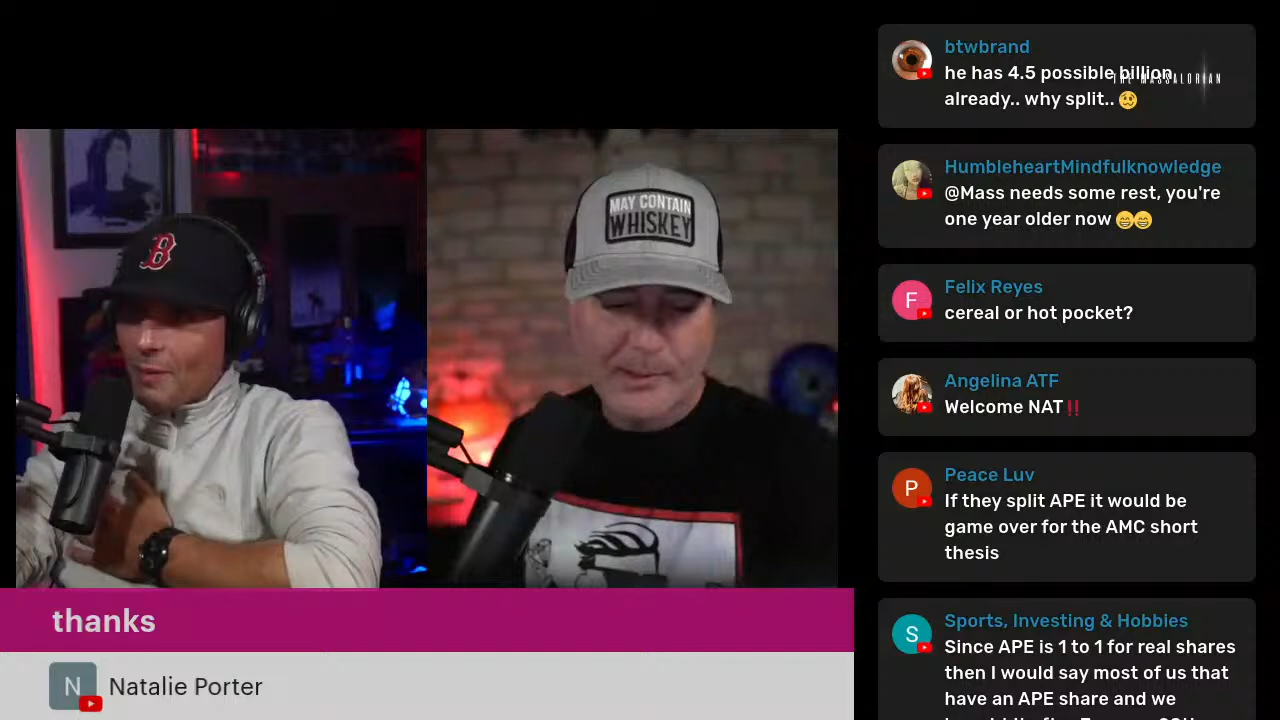 btwbrand
he has 4.5 possible billion
already.. why split.. 🥴
THE MASSALORIAN
HumbleheartMindfulknowledge
@Mass needs some rest, you're
one year older now 😁😁
F
Felix Reyes
cereal or hot pocket?
Angelina ATF
Welcome NAT‼️
P
Peace Luv
If they split APE it would be
game over for the AMC short
thesis
S
Sports, Investing & Hobbies
Since APE is 1 to 1 for real shares
then I would say most of us that
have an APE share and we
B
MAY CONTAIN
WHISKEY
thanks
N
Natalie Porter